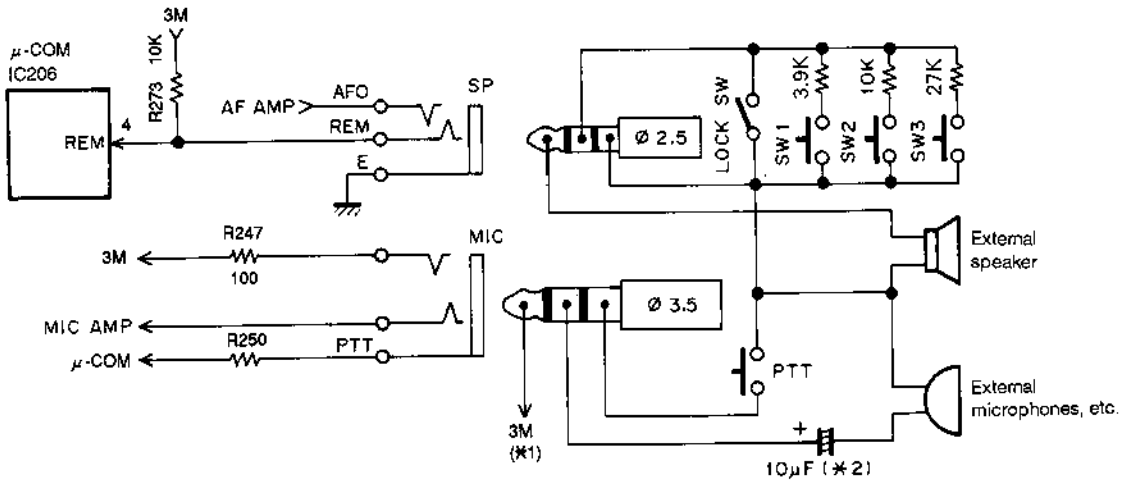 3M
μ-COM
IC206
10K
R273
4
REM
AF AMP
AFO
REM
E
SP
Ø 2.5
LOCK SW
3.9K
SW1
10K
SW2
27K
SW3
External
speaker
3M
R247
100
MIC
MIC AMP
μ-COM
R250
PTT
Ø 3.5
3M
(*1)
PTT
+
10μF (*2)
External
microphones, etc.